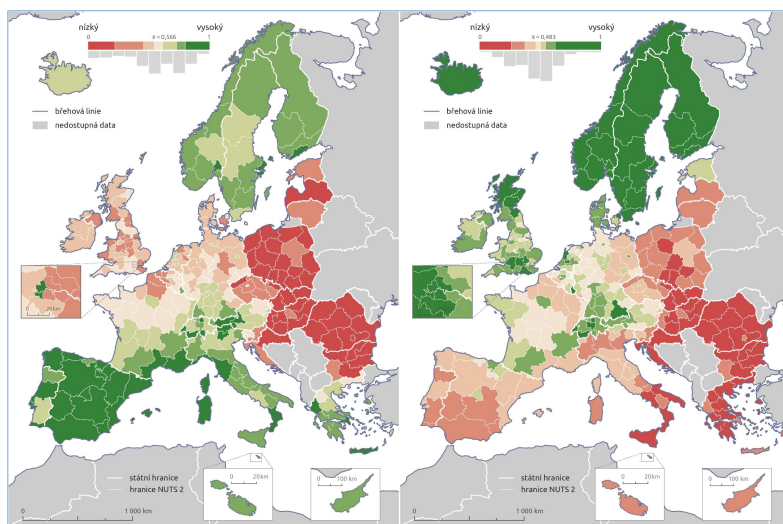 nízký vysoký
0 x̄ = 0,566 1
břehová linie
nedostupná data
0 20km
státní hranice
hranice NUTS 2
0 1 000 km
0 20km
0 100 km
nízký vysoký
0 x̄ = 0,483 1
břehová linie
nedostupná data
státní hranice
hranice NUTS 2
0 1 000 km
0 20km
0 100 km